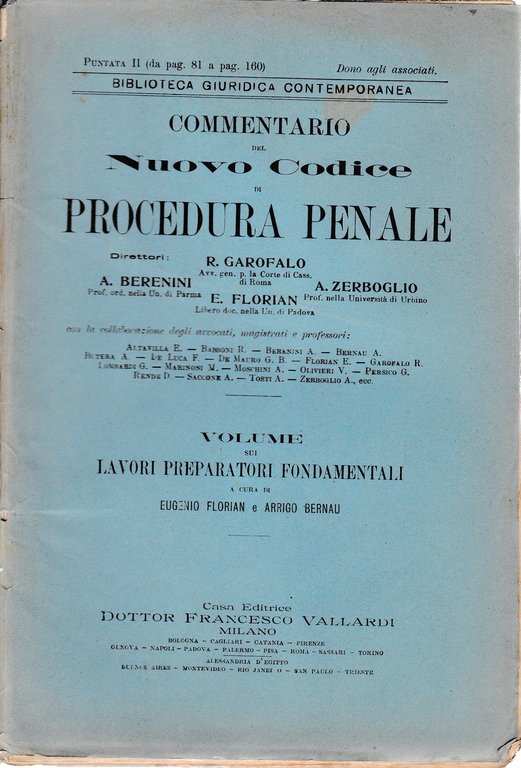 PUNTATA II (da pag. 81 a pag. 160) Dono agli associati.
BIBLIOTECA GIURIDICA CONTEMPORANEA
COMMENTARIO
DEL
Nuovo Codice
DI
PROCEDURA PENALE
Direttori:
R. GAROFALO
Avv. gen. p. la Corte di Cass.
di Roma
A. BERENINI
Prof. ord. nella Un. di Parma
A. ZERBOGLIO
Prof. nella Università di Urbino
E. FLORIAN
Libero doc. nella Un. di Padova
con la collaborazione degli avvocati, magistrati e professori:
ALTAVILLA E. — BABBONI R. — BERENINI A. — BERNAU A.
BUTERA A. — DE LUCA F. — DE MAURO G. B. — FLORIAN E. — GAROFALO R.
LOMBARDI G. — MARINONI M. — MOSCHINI A. — OLIVIERI V. — PERSICO G.
RENDE D. — SACCONE A. — TOSTI A. — ZERBOGLIO A., ecc.
VOLUME
SUI
LAVORI PREPARATORI FONDAMENTALI
A CURA DI
EUGENIO FLORIAN e ARRIGO BERNAU
Casa Editrice
DOTTOR FRANCESCO VALLARDI
MILANO
BOLOGNA – CAGLIARI – CATANIA – FIRENZE
GENOVA – NAPOLI – PADOVA – PALERMO – PISA – ROMA – SASSARI – TORINO
ALESSANDRIA D'EGITTO
BUENOS AIRES – MONTEVIDEO – RIO JANEI O – SAN PAULO – TRIESTE